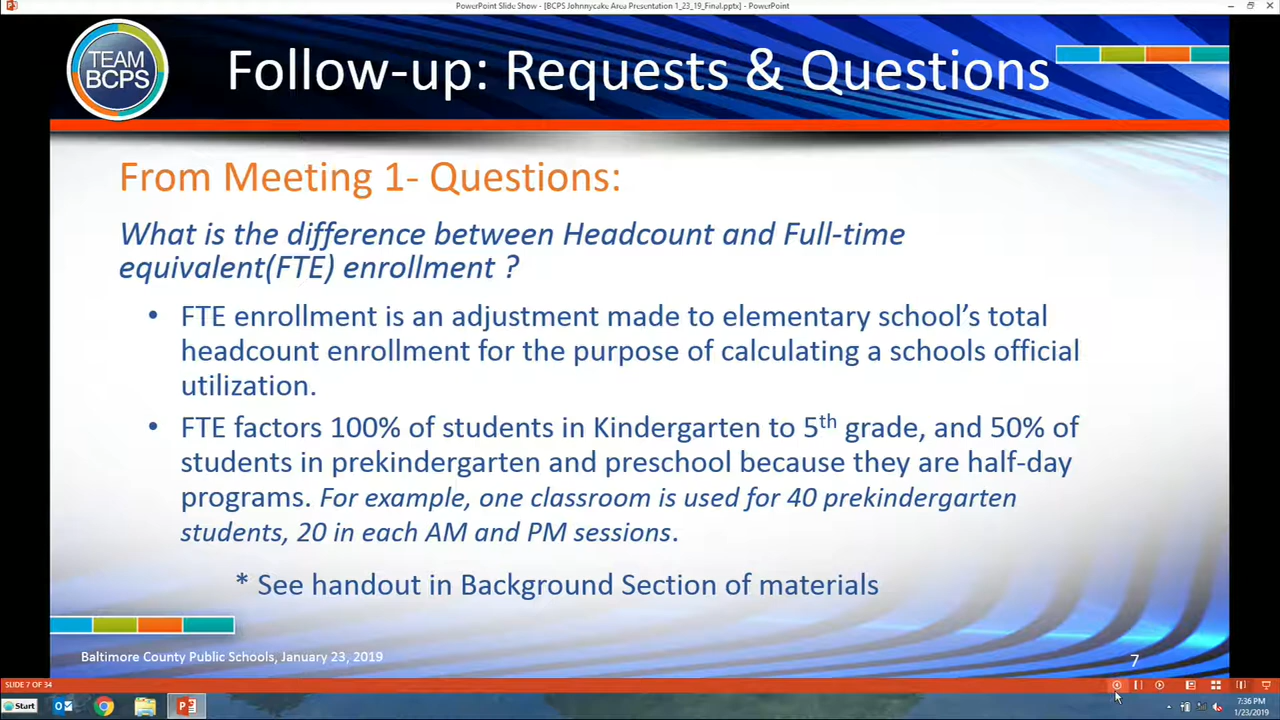 PowerPoint Slide Show - [BCPS Johnnycake Area Presentation 1_23_19_Final.pptx] - PowerPoint
TEAM
BCPS
Follow-up: Requests & Questions
From Meeting 1- Questions:
What is the difference between Headcount and Full-time
equivalent(FTE) enrollment ?
• FTE enrollment is an adjustment made to elementary school’s total
headcount enrollment for the purpose of calculating a schools official
utilization.
• FTE factors 100% of students in Kindergarten to 5th grade, and 50% of
students in prekindergarten and preschool because they are half-day
programs. For example, one classroom is used for 40 prekindergarten
students, 20 in each AM and PM sessions.
* See handout in Background Section of materials
Baltimore County Public Schools, January 23, 2019
7
SLIDE 7 OF 34
Start
7:36 PM
1/23/2019